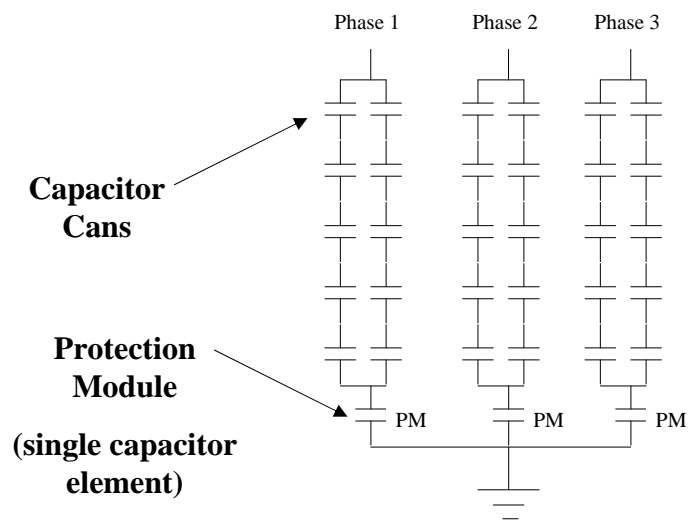 Phase 1 Phase 2 Phase 3
Capacitor
Cans
Protection
Module
(single capacitor
element)
PM PM PM